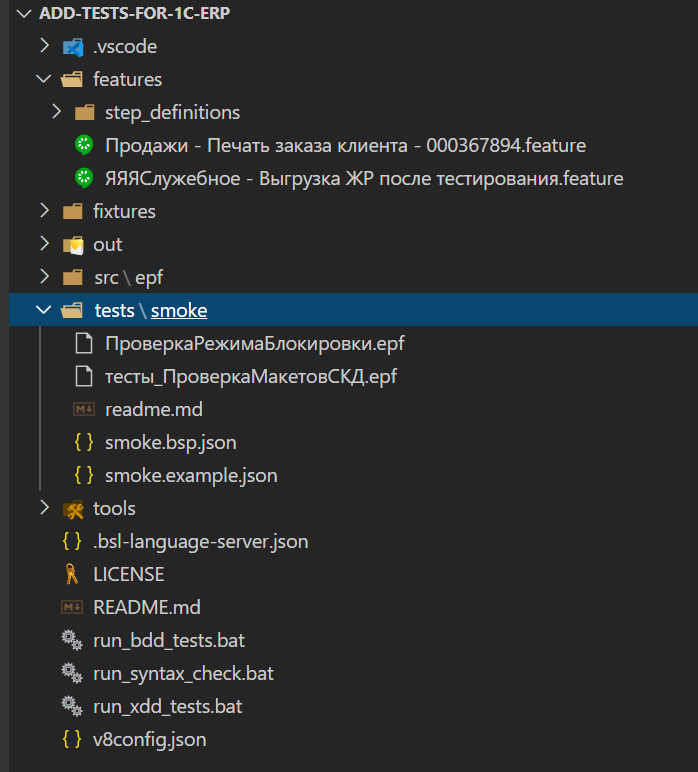 ADD-TESTS-FOR-1C-ERP
.vscode
features
step_definitions
Продажи - Печать заказа клиента - 000367894.feature
ЯЯЯСлужебное - Выгрузка ЖР после тестирования.feature
fixtures
out
src \ epf
tests \ smoke
ПроверкаРежимаБлокировки.epf
тесты_ПроверкаМакетовСКД.epf
readme.md
{ } smoke.bsp.json
{ } smoke.example.json
tools
{ } .bsl-language-server.json
LICENSE
README.md
run_bdd_tests.bat
run_syntax_check.bat
run_xdd_tests.bat
{ } v8config.json